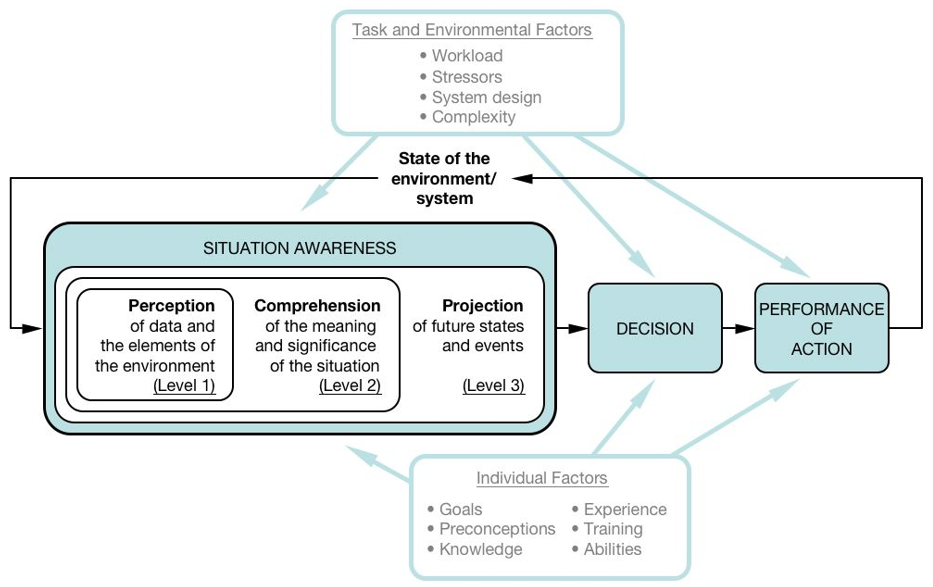 Task and Environmental Factors
• Workload
• Stressors
• System design
• Complexity
State of the
environment/
system
SITUATION AWARENESS
Perception
of data and
the elements of
the environment
(Level 1)
Comprehension
of the meaning
and significance
of the situation
(Level 2)
Projection
of future states
and events
(Level 3)
DECISION
PERFORMANCE
OF
ACTION
Individual Factors
• Goals
• Preconceptions
• Knowledge
• Experience
• Training
• Abilities